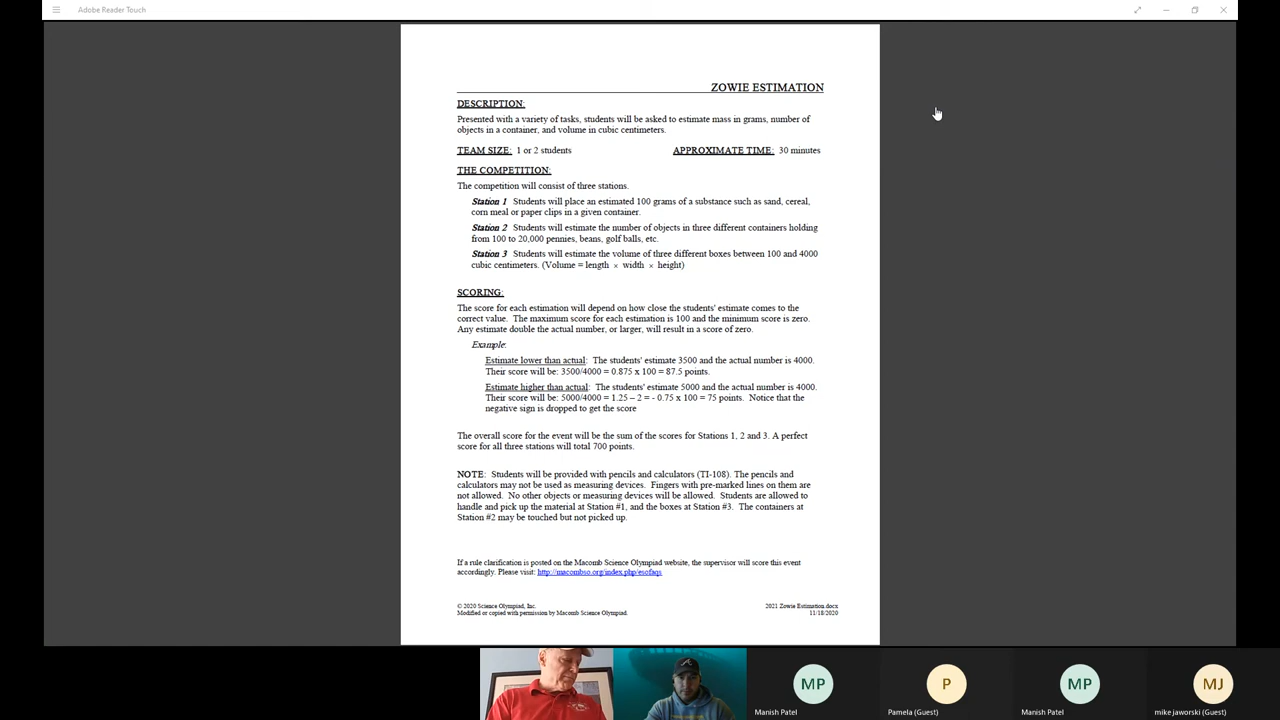 Adobe Reader Touch
ZOWIE ESTIMATION
DESCRIPTION:
Presented with a variety of tasks, students will be asked to estimate mass in grams, number of
objects in a container, and volume in cubic centimeters.
TEAM SIZE: 1 or 2 students APPROXIMATE TIME: 30 minutes
THE COMPETITION:
The competition will consist of three stations.
Station 1 Students will place an estimated 100 grams of a substance such as sand, cereal,
corn meal or paper clips in a given container.
Station 2 Students will estimate the number of objects in three different containers holding
from 100 to 20,000 pennies, beans, golf balls, etc.
Station 3 Students will estimate the volume of three different boxes between 100 and 4000
cubic centimeters. (Volume = length × width × height)
SCORING:
The score for each estimation will depend on how close the students' estimate comes to the
correct value. The maximum score for each estimation is 100 and the minimum score is zero.
Any estimate double the actual number, or larger, will result in a score of zero.
Example:
Estimate lower than actual: The students' estimate 3500 and the actual number is 4000.
Their score will be: 3500/4000 = 0.875 x 100 = 87.5 points.
Estimate higher than actual: The students' estimate 5000 and the actual number is 4000.
Their score will be: 5000/4000 = 1.25 – 2 = - 0.75 x 100 = 75 points. Notice that the
negative sign is dropped to get the score
The overall score for the event will be the sum of the scores for Stations 1, 2 and 3. A perfect
score for all three stations will total 700 points.
NOTE: Students will be provided with pencils and calculators (TI-108). The pencils and
calculators may not be used as measuring devices. Fingers with pre-marked lines on them are
not allowed. No other objects or measuring devices will be allowed. Students are allowed to
handle and pick up the material at Station #1, and the boxes at Station #3. The containers at
Station #2 may be touched but not picked up.
If a rule clarification is posted on the Macomb Science Olympiad website, the supervisor will score this event
accordingly. Please visit: http://macombso.org/index.php/esofaqs
© 2020 Science Olympiad, Inc. 2021 Zowie Estimation.docx
Modified or copied with permission by Macomb Science Olympiad. 11/18/2020
MP P MP MJ
Manish Patel Pamela (Guest) Manish Patel mike jaworski (Guest)